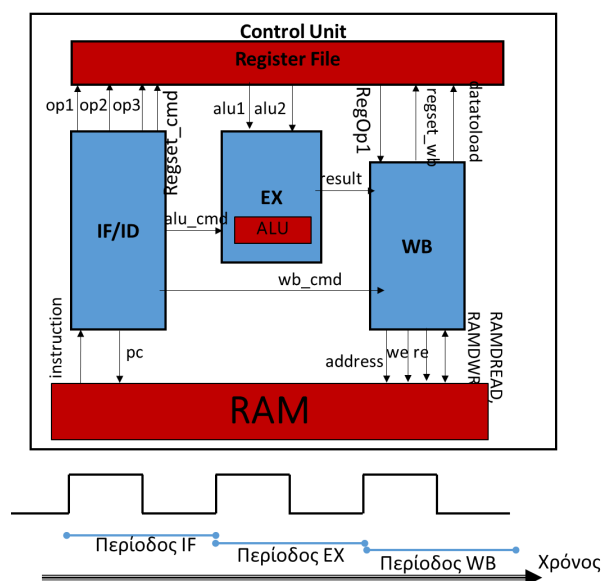 Control Unit
Register File
op1 op2 op3
Regset_cmd
alu1 alu2
RegOp1
regset_wb
datatoload
IF/ID
EX
ALU
result
WB
alu_cmd
wb_cmd
instruction
pc
address
we re
RAMDREAD,
RAMDWR
RAM
Περίοδος IF
Περίοδος EX
Περίοδος WB
Χρόνος